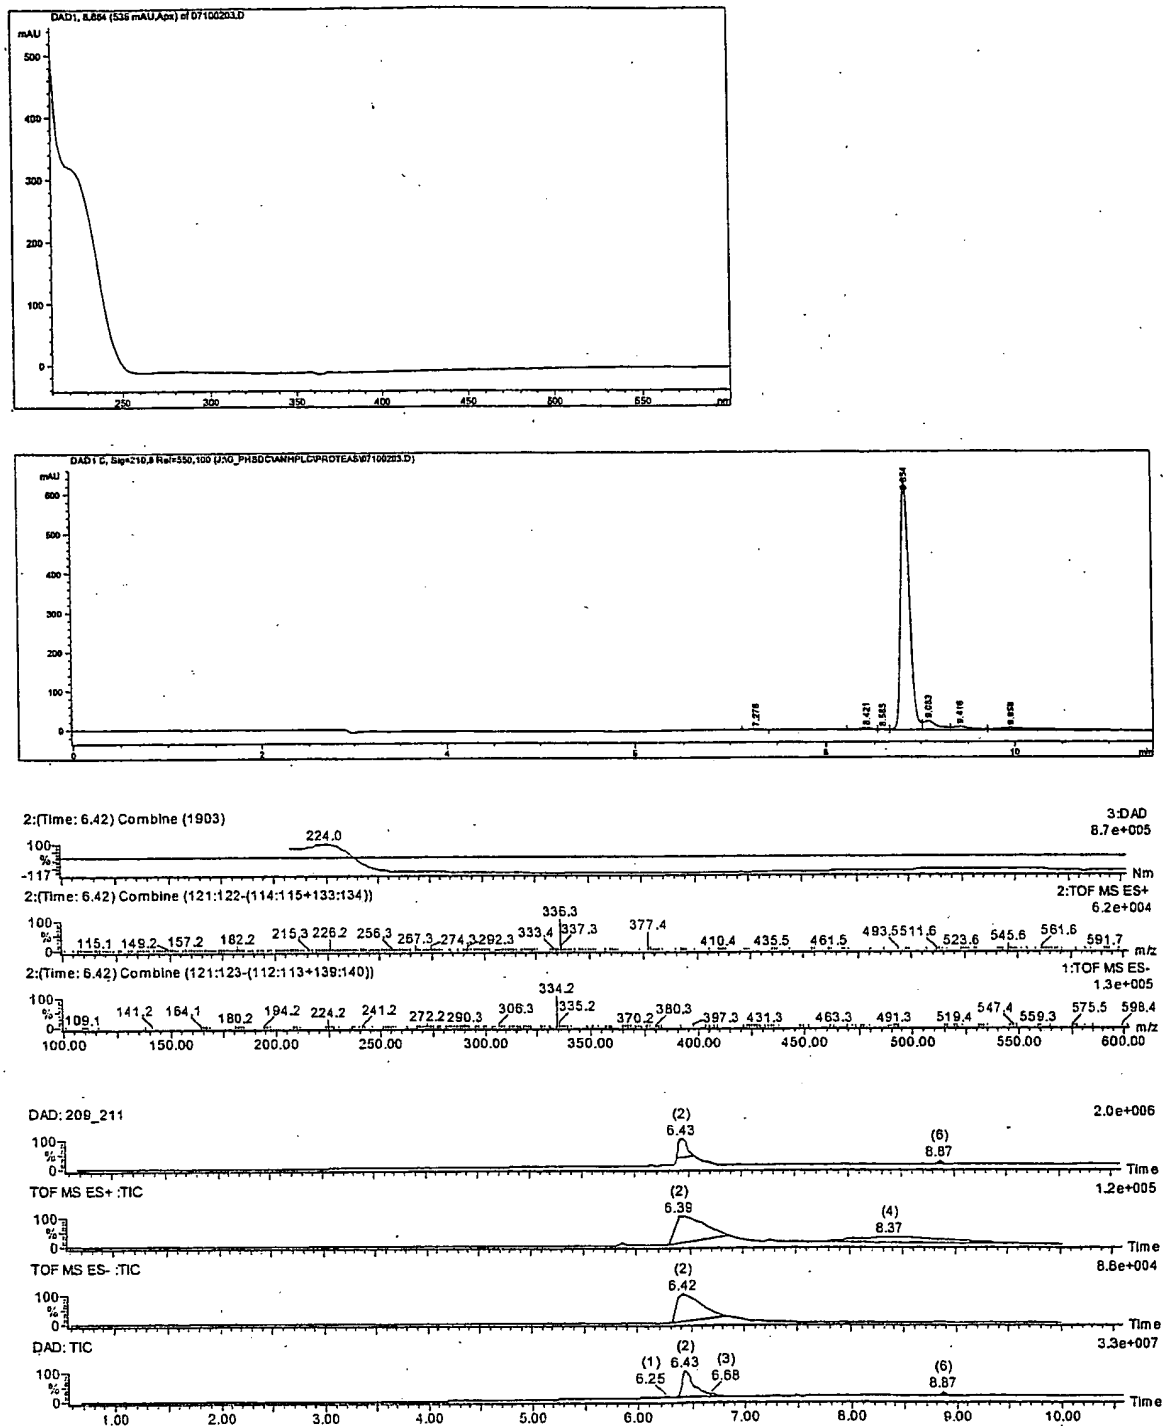 DAD1, 8.854 (536 mAU,Apx) of 07100203.D
mAU
500
400
300
200
100
0
250 300 350 400 450 500 550 nm
DAD1 C, Sig=210,8 Ref=550,100
mAU
600
500
400
300
200
100
0
7.276 8.421 8.585 9.083 9.416
0 2 4 6 8 10 min
2:(Time: 6.42) Combine (1903) 3:DAD
8.7e+005
224.0
100
%
-117
Nm
2:(Time: 6.42) Combine (121:122-(114:115+133:134)) 2:TOF MS ES+
6.2e+004
336.3
100
%
0
115.1 149.2 157.2 182.2 215.3 226.2 256.3 267.3 274.3 292.3 333.4 337.3 377.4 410.4 435.5 461.5 493.5 511.6 523.6 545.6 561.6 591.7
m/z
2:(Time: 6.42) Combine (121:123-(112:113+139:140)) 1:TOF MS ES-
1.3e+005
334.2
100
%
0
109.1 141.2 164.1 180.2 194.2 224.2 241.2 272.2 290.3 306.3 335.2 370.2 380.3 397.3 431.3 463.3 491.3 519.4 547.4 559.3 575.5 598.4
m/z
100.00 150.00 200.00 250.00 300.00 350.00 400.00 450.00 500.00 550.00 600.00
DAD: 209_211 2.0e+006
(2)
6.43
(6)
8.87
100
%
0
Time
TOF MS ES+ :TIC 1.2e+005
(2)
6.39
(4)
8.37
100
%
0
Time
TOF MS ES- :TIC 8.8e+004
(2)
6.42
100
%
0
Time
DAD: TIC 3.3e+007
(1) (2) (3) (6)
6.25 6.43 6.68 8.87
100
%
0
Time
1.00 2.00 3.00 4.00 5.00 6.00 7.00 8.00 9.00 10.00